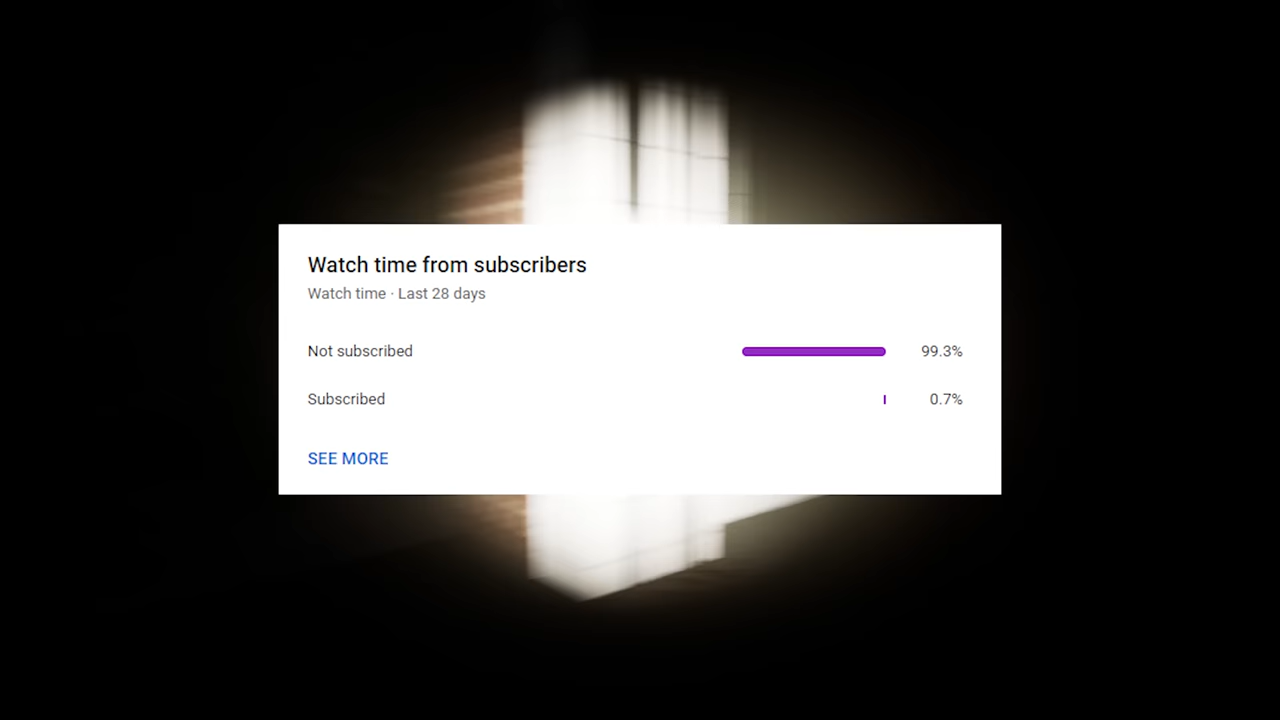 Watch time from subscribers
Watch time · Last 28 days
Not subscribed 99.3%
Subscribed 0.7%
SEE MORE